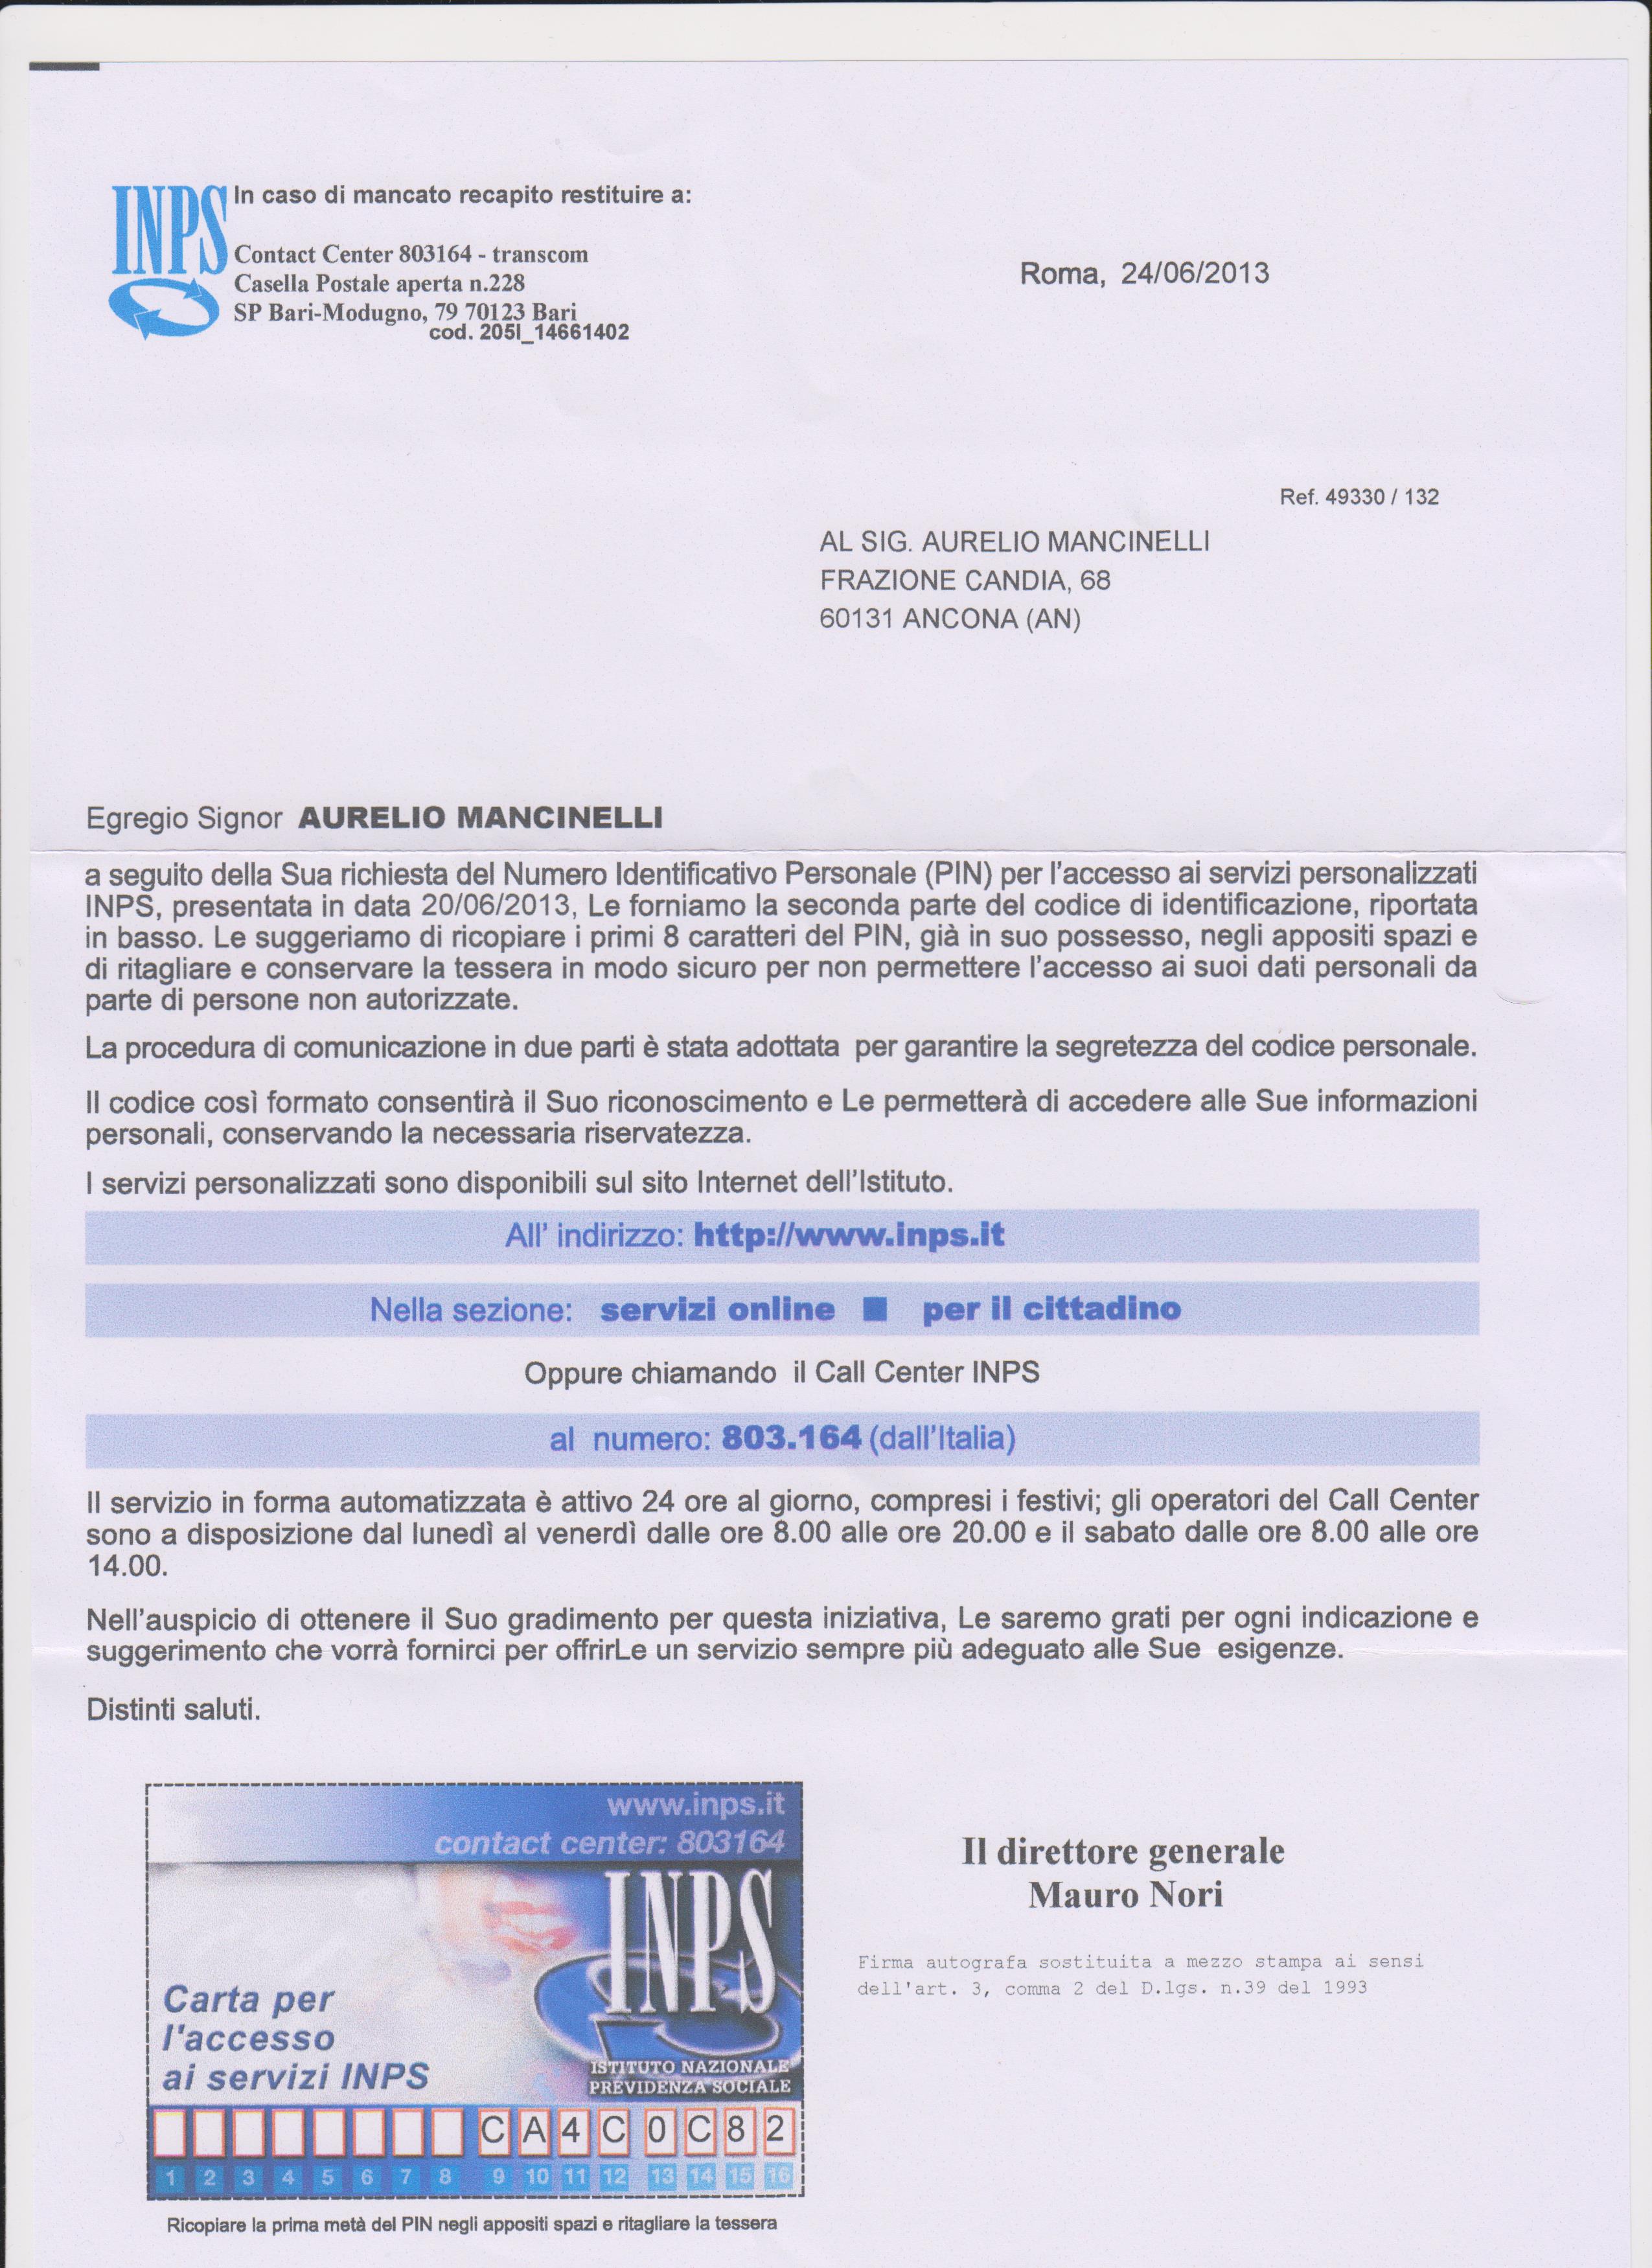 INPS
In caso di mancato recapito restituire a:
Contact Center 803164 - transcom
Casella Postale aperta n.228
SP Bari-Modugno, 79 70123 Bari
cod. 205I_14661402
Roma, 24/06/2013
Ref. 49330 / 132
AL SIG. AURELIO MANCINELLI
FRAZIONE CANDIA, 68
60131 ANCONA (AN)
Egregio Signor AURELIO MANCINELLI
a seguito della Sua richiesta del Numero Identificativo Personale (PIN) per l'accesso ai servizi personalizzati
INPS, presentata in data 20/06/2013, Le forniamo la seconda parte del codice di identificazione, riportata
in basso. Le suggeriamo di ricopiare i primi 8 caratteri del PIN, già in suo possesso, negli appositi spazi e
di ritagliare e conservare la tessera in modo sicuro per non permettere l'accesso ai suoi dati personali da
parte di persone non autorizzate.
La procedura di comunicazione in due parti è stata adottata per garantire la segretezza del codice personale.
Il codice così formato consentirà il Suo riconoscimento e Le permetterà di accedere alle Sue informazioni
personali, conservando la necessaria riservatezza.
I servizi personalizzati sono disponibili sul sito Internet dell'Istituto.
All' indirizzo: http://www.inps.it
Nella sezione: servizi online ■ per il cittadino
Oppure chiamando il Call Center INPS
al numero: 803.164 (dall'Italia)
Il servizio in forma automatizzata è attivo 24 ore al giorno, compresi i festivi; gli operatori del Call Center
sono a disposizione dal lunedì al venerdì dalle ore 8.00 alle ore 20.00 e il sabato dalle ore 8.00 alle ore
14.00.
Nell'auspicio di ottenere il Suo gradimento per questa iniziativa, Le saremo grati per ogni indicazione e
suggerimento che vorrà fornirci per offrirLe un servizio sempre più adeguato alle Sue esigenze.
Distinti saluti.
www.inps.it
contact center: 803164
INPS
Carta per
l'accesso
ai servizi INPS
ISTITUTO NAZIONALE
PREVIDENZA SOCIALE
C A 4 C 0 C 8 2
1 2 3 4 5 6 7 8 9 10 11 12 13 14 15 16
Ricopiare la prima metà del PIN negli appositi spazi e ritagliare la tessera
Il direttore generale
Mauro Nori
Firma autografa sostituita a mezzo stampa ai sensi
dell'art. 3, comma 2 del D.lgs. n.39 del 1993